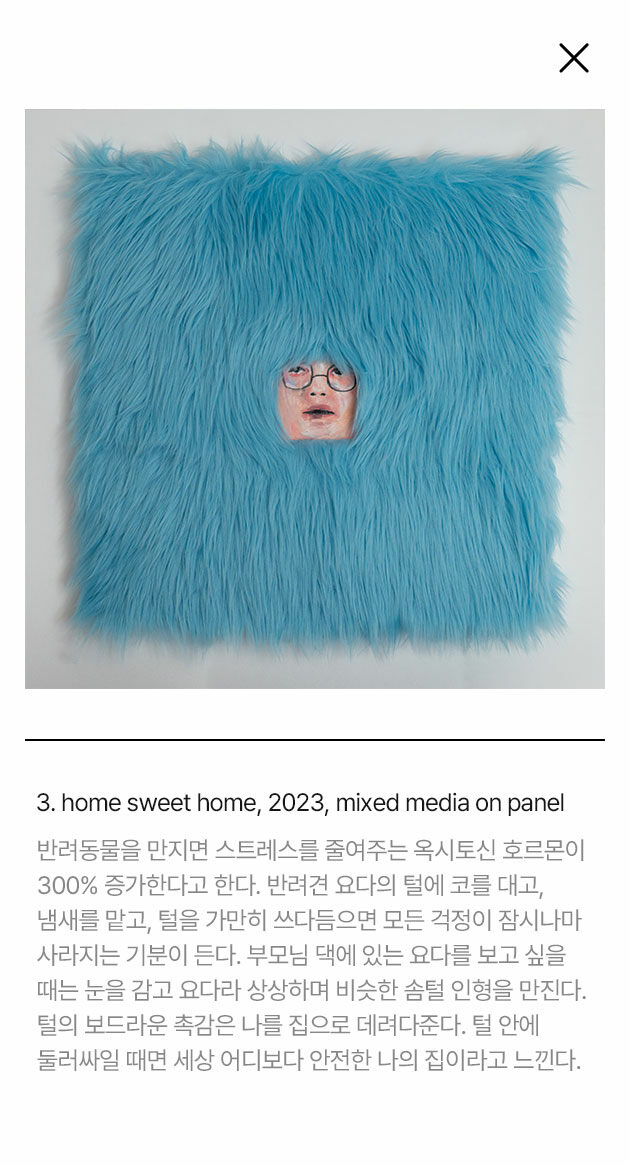 3. home sweet home, 2023, mixed media on panel
반려동물을 만지면 스트레스를 줄여주는 옥시토신 호르몬이
300% 증가한다고 한다. 반려견 요다의 털에 코를 대고,
냄새를 맡고, 털을 가만히 쓰다듬으면 모든 걱정이 잠시나마
사라지는 기분이 든다. 부모님 댁에 있는 요다를 보고 싶을
때는 눈을 감고 요다라 상상하며 비슷한 솜털 인형을 만진다.
털의 보드라운 촉감은 나를 집으로 데려다준다. 털 안에
둘러싸일 때면 세상 어디보다 안전한 나의 집이라고 느낀다.